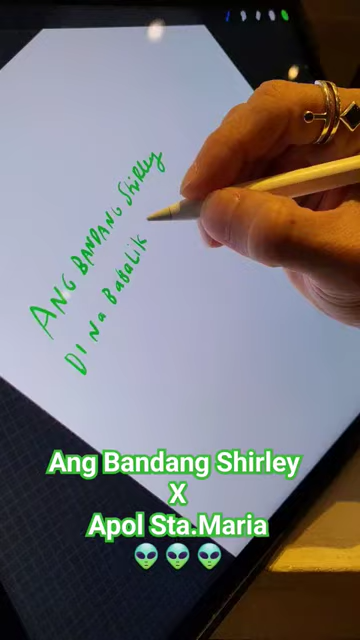 ANG BANDANG Shirley
DI Na Babalik
Ang Bandang Shirley
X
Apol Sta.Maria
👽👽👽